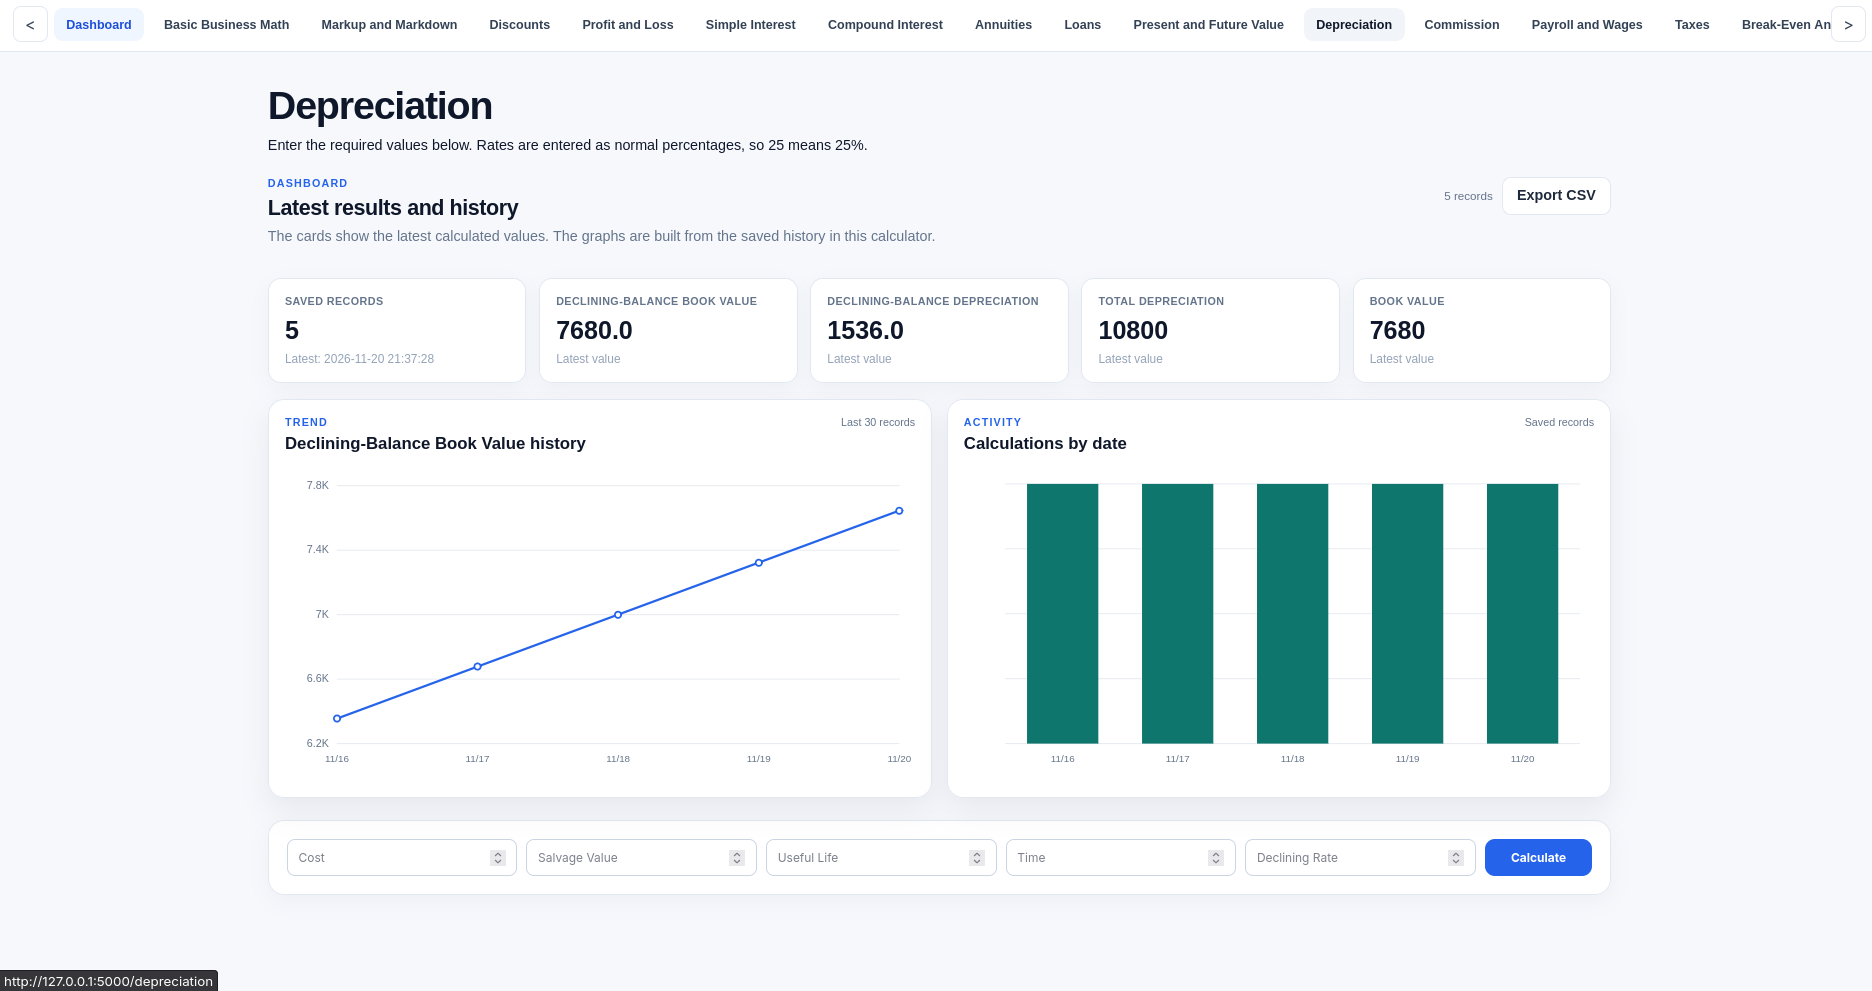 < Dashboard Basic Business Math Markup and Markdown Discounts Profit and Loss Simple Interest Compound Interest Annuities Loans Present and Future Value Depreciation Commission Payroll and Wages Taxes Break-Even An >
Depreciation
Enter the required values below. Rates are entered as normal percentages, so 25 means 25%.
DASHBOARD
Latest results and history
5 records Export CSV
The cards show the latest calculated values. The graphs are built from the saved history in this calculator.
SAVED RECORDS
5
Latest: 2026-11-20 21:37:28
DECLINING-BALANCE BOOK VALUE
7680.0
Latest value
DECLINING-BALANCE DEPRECIATION
1536.0
Latest value
TOTAL DEPRECIATION
10800
Latest value
BOOK VALUE
7680
Latest value
TREND
Last 30 records
Declining-Balance Book Value history
7.8K
7.4K
7K
6.6K
6.2K
11/16 11/17 11/18 11/19 11/20
ACTIVITY
Saved records
Calculations by date
11/16 11/17 11/18 11/19 11/20
Cost Salvage Value Useful Life Time Declining Rate Calculate
http://127.0.0.1:5000/depreciation